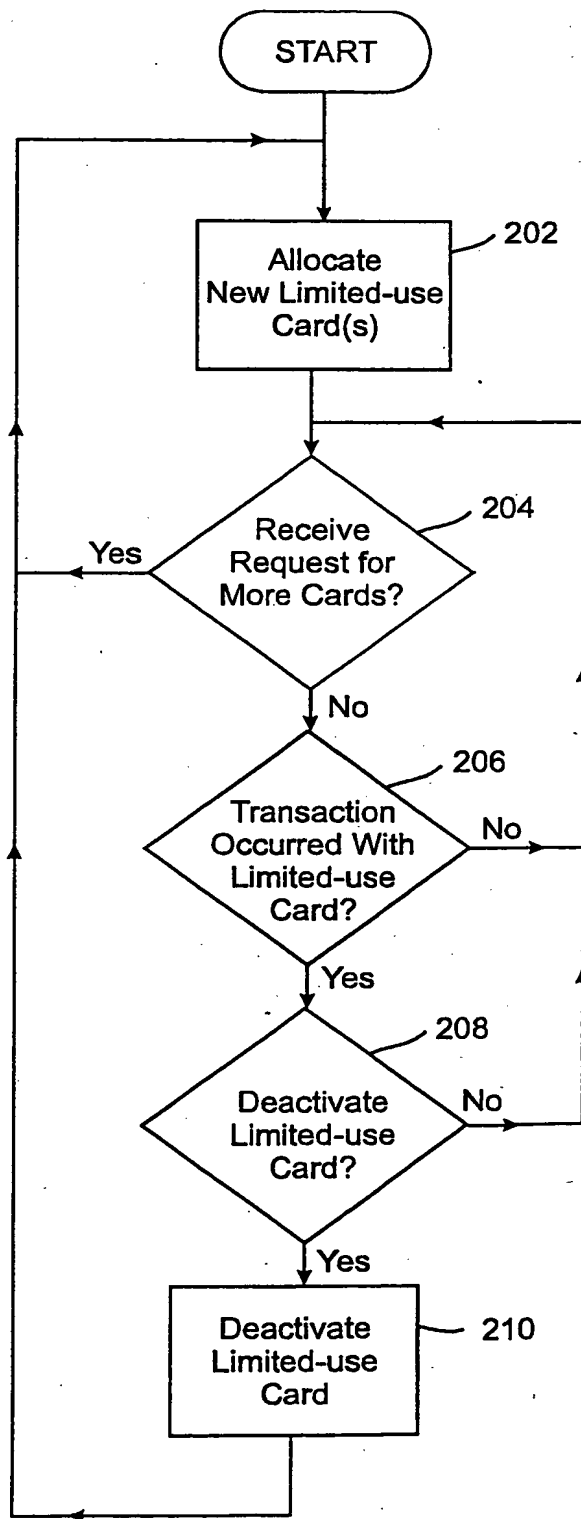 START
202
Allocate
New Limited-use
Card(s)
204
Receive
Request for
More Cards?
Yes
No
206
Transaction
Occurred With
Limited-use
Card?
No
Yes
208
Deactivate
Limited-use
Card?
No
Yes
Deactivate
Limited-use
Card
210